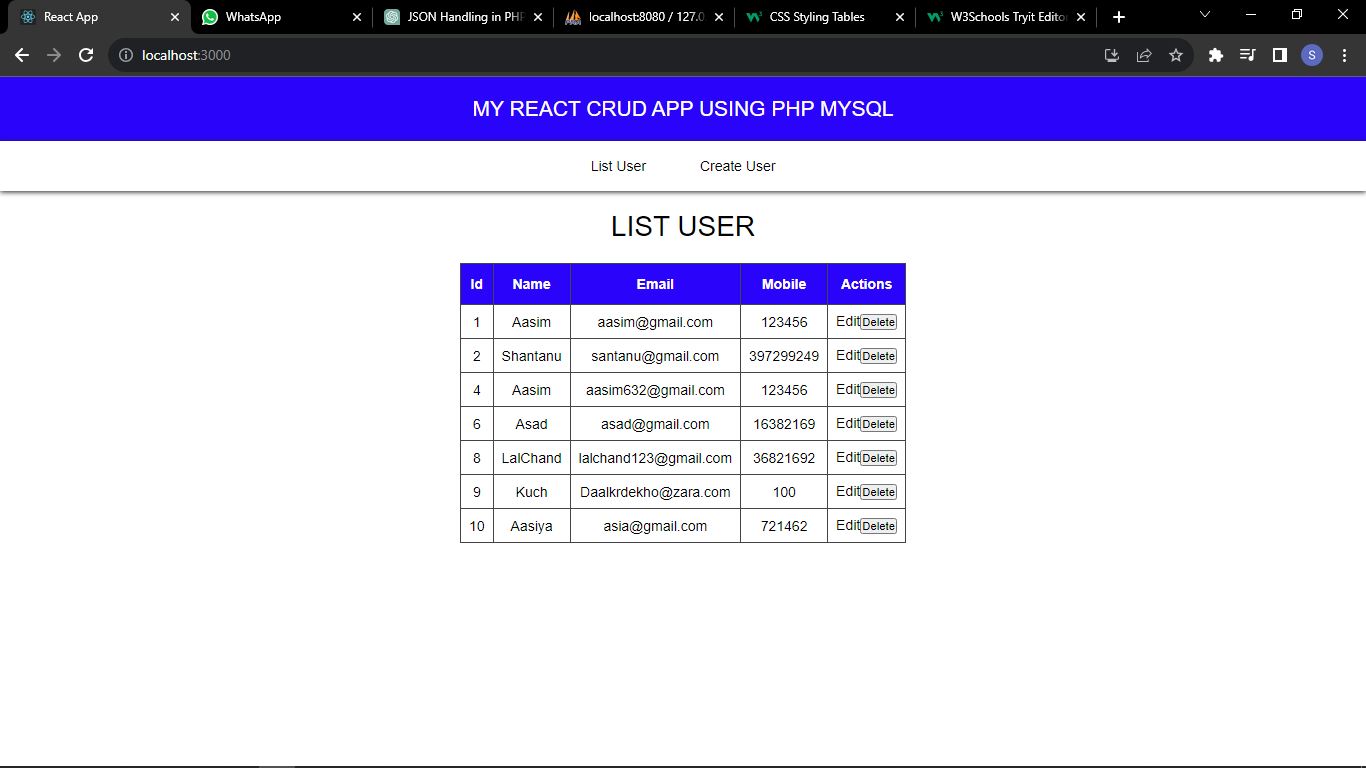 React App WhatsApp JSON Handling in PHP localhost:8080 / 127.0 CSS Styling Tables W3Schools Tryit Editor
localhost:3000 S
MY REACT CRUD APP USING PHP MYSQL
List User Create User
LIST USER
Id Name Email Mobile Actions
1 Aasim aasim@gmail.com 123456 Edit Delete
2 Shantanu santanu@gmail.com 397299249 Edit Delete
4 Aasim aasim632@gmail.com 123456 Edit Delete
6 Asad asad@gmail.com 16382169 Edit Delete
8 LalChand lalchand123@gmail.com 36821692 Edit Delete
9 Kuch Daalkrdekho@zara.com 100 Edit Delete
10 Aasiya asia@gmail.com 721462 Edit Delete